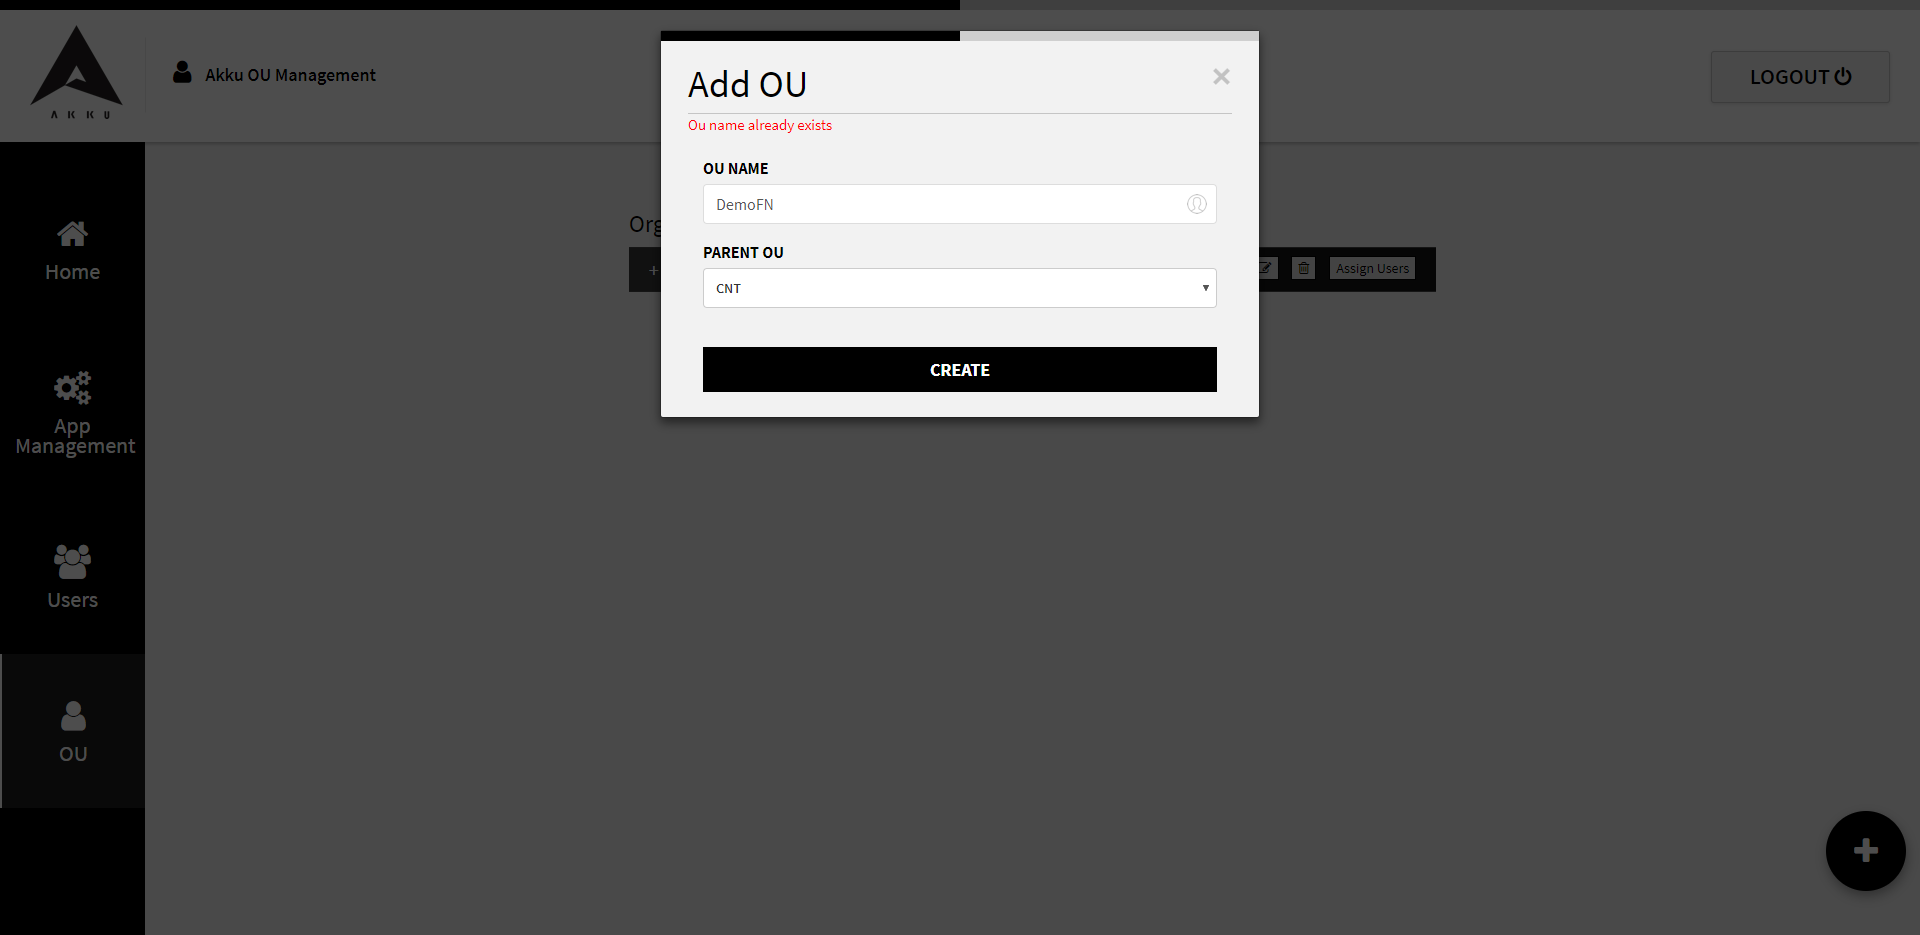 AKKU
Akku OU Management
LOGOUT
Add OU
×
Ou name already exists
OU NAME
DemoFN
PARENT OU
CNT
CREATE
Org
+
Assign Users
Home
App
Management
Users
OU